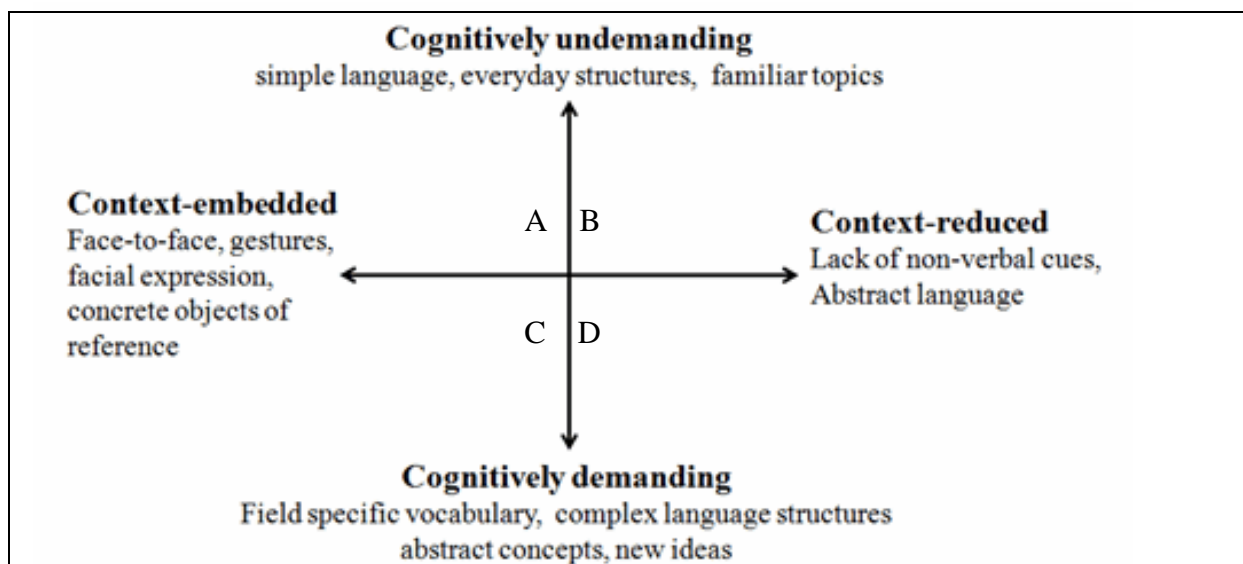 Cognitively undemanding
simple language, everyday structures, familiar topics
Context-embedded
Face-to-face, gestures,
facial expression,
concrete objects of
reference
A B
Context-reduced
Lack of non-verbal cues,
Abstract language
C D
Cognitively demanding
Field specific vocabulary, complex language structures
abstract concepts, new ideas